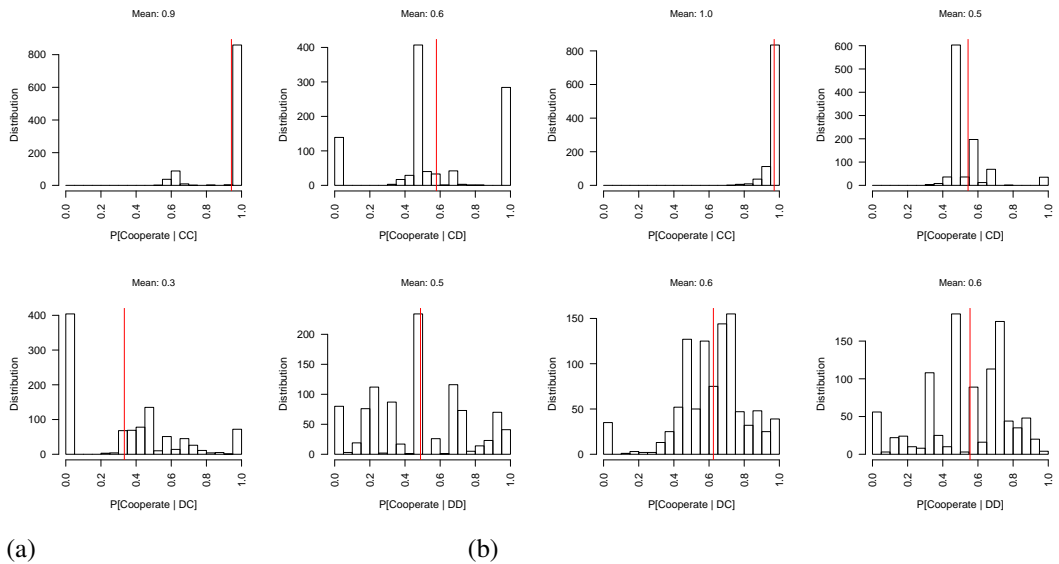 Mean: 0.9
Distribution
0 200 400 600 800
0.0 0.2 0.4 0.6 0.8 1.0
P[Cooperate | CC]
Mean: 0.6
Distribution
0 100 200 300 400
0.0 0.2 0.4 0.6 0.8 1.0
P[Cooperate | CD]
Mean: 1.0
Distribution
0 200 400 600 800
0.0 0.2 0.4 0.6 0.8 1.0
P[Cooperate | CC]
Mean: 0.5
Distribution
0 100 200 300 400 500 600
0.0 0.2 0.4 0.6 0.8 1.0
P[Cooperate | CD]
Mean: 0.3
Distribution
0 100 200 300 400
0.0 0.2 0.4 0.6 0.8 1.0
P[Cooperate | DC]
Mean: 0.5
Distribution
0 50 100 150 200
0.0 0.2 0.4 0.6 0.8 1.0
P[Cooperate | DD]
Mean: 0.6
Distribution
0 50 100 150
0.0 0.2 0.4 0.6 0.8 1.0
P[Cooperate | DC]
Mean: 0.6
Distribution
0 50 100 150
0.0 0.2 0.4 0.6 0.8 1.0
P[Cooperate | DD]
(a)
(b)